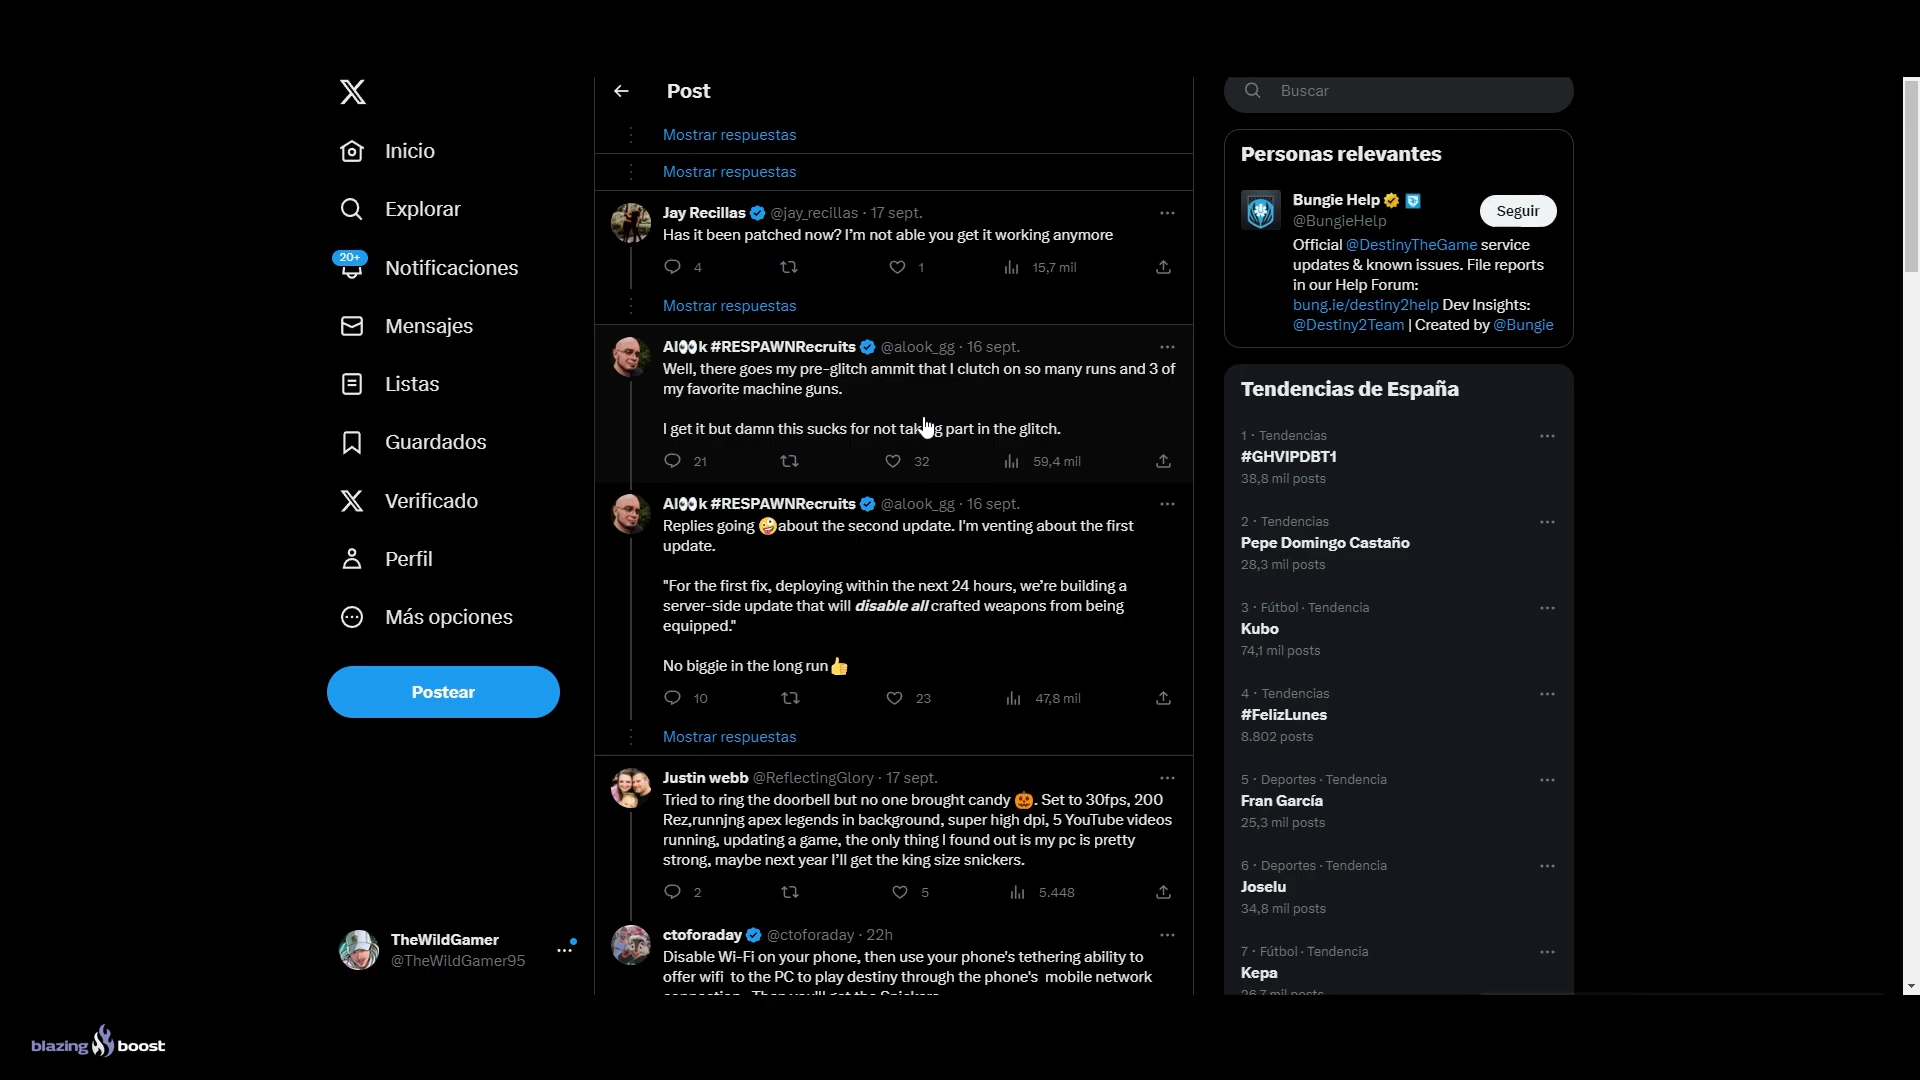 Post
Buscar
Inicio
Explorar
20+
Notificaciones
Mensajes
Listas
Guardados
Verificado
Perfil
Más opciones
Postear
TheWildGamer
@TheWildGamer95
Mostrar respuestas
Mostrar respuestas
Jay Recillas @jay_recillas · 17 sept.
Has it been patched now? I'm not able you get it working anymore
4 1 15,7 mil
Mostrar respuestas
Al👀k #RESPAWNRecruits @alook_gg · 16 sept.
Well, there goes my pre-glitch ammit that I clutch on so many runs and 3 of
my favorite machine guns.
I get it but damn this sucks for not taking part in the glitch.
21 32 59,4 mil
Al👀k #RESPAWNRecruits @alook_gg · 16 sept.
Replies going 🤪about the second update. I'm venting about the first
update.
"For the first fix, deploying within the next 24 hours, we're building a
server-side update that will disable all crafted weapons from being
equipped."
No biggie in the long run👍
10 23 47,8 mil
Mostrar respuestas
Justin webb @ReflectingGlory · 17 sept.
Tried to ring the doorbell but no one brought candy 🎃. Set to 30fps, 200
Rez,runnjng apex legends in background, super high dpi, 5 YouTube videos
running, updating a game, the only thing I found out is my pc is pretty
strong, maybe next year I'll get the king size snickers.
2 5 5.448
ctoforaday @ctoforaday · 22h
Disable Wi-Fi on your phone, then use your phone's tethering ability to
offer wifi to the PC to play destiny through the phone's mobile network
Personas relevantes
Bungie Help
@BungieHelp
Seguir
Official @DestinyTheGame service
updates & known issues. File reports
in our Help Forum:
bung.ie/destiny2help Dev Insights:
@Destiny2Team | Created by @Bungie
Tendencias de España
1 · Tendencias
#GHVIPDBT1
38,8 mil posts
2 · Tendencias
Pepe Domingo Castaño
28,3 mil posts
3 · Fútbol · Tendencia
Kubo
74,1 mil posts
4 · Tendencias
#FelizLunes
8.802 posts
5 · Deportes · Tendencia
Fran García
25,3 mil posts
6 · Deportes · Tendencia
Joselu
34,8 mil posts
7 · Fútbol · Tendencia
Kepa
blazing boost